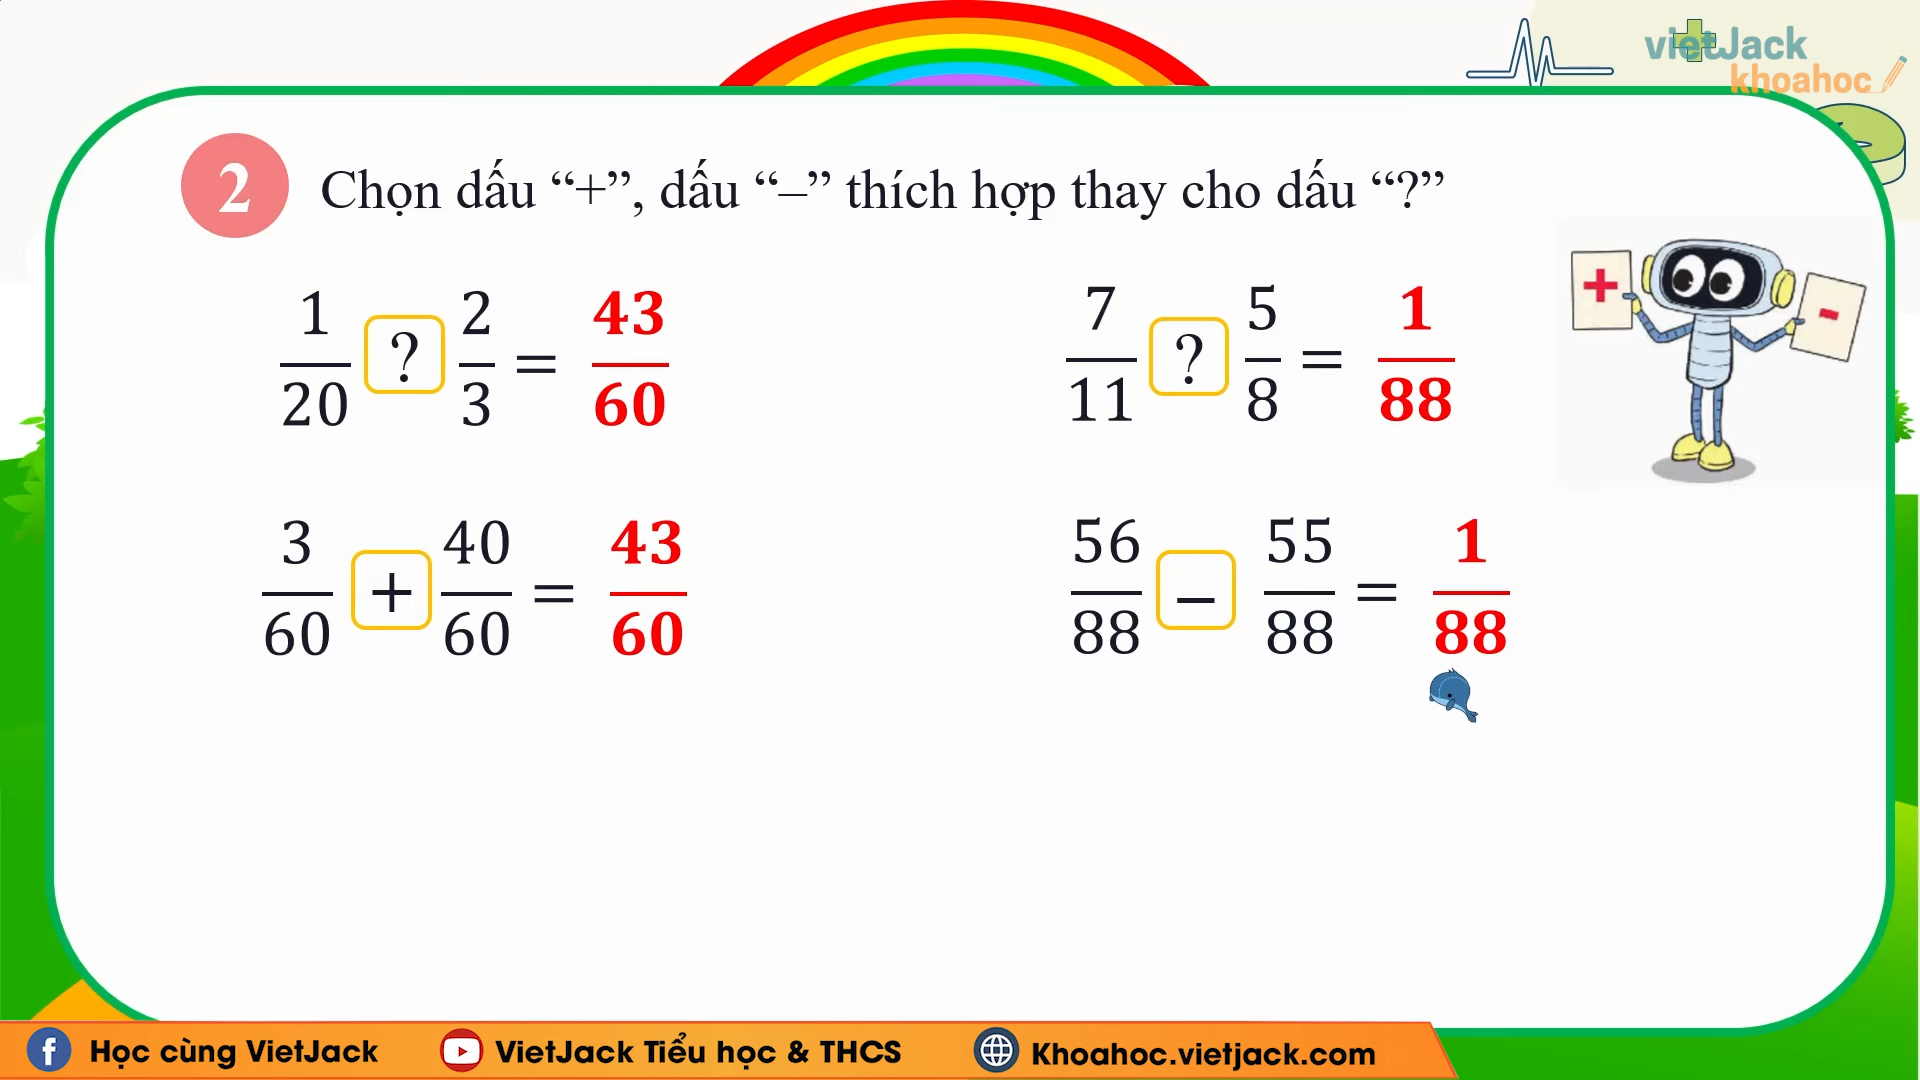 vietJack
khoahoc
2 Chọn dấu “+”, dấu “–” thích hợp thay cho dấu “?”
1/20 ? 2/3 = 43/60
7/11 ? 5/8 = 1/88
+ -
3/60 + 40/60 = 43/60
56/88 – 55/88 = 1/88
Học cùng VietJack
VietJack Tiểu học & THCS
Khoahoc.vietjack.com